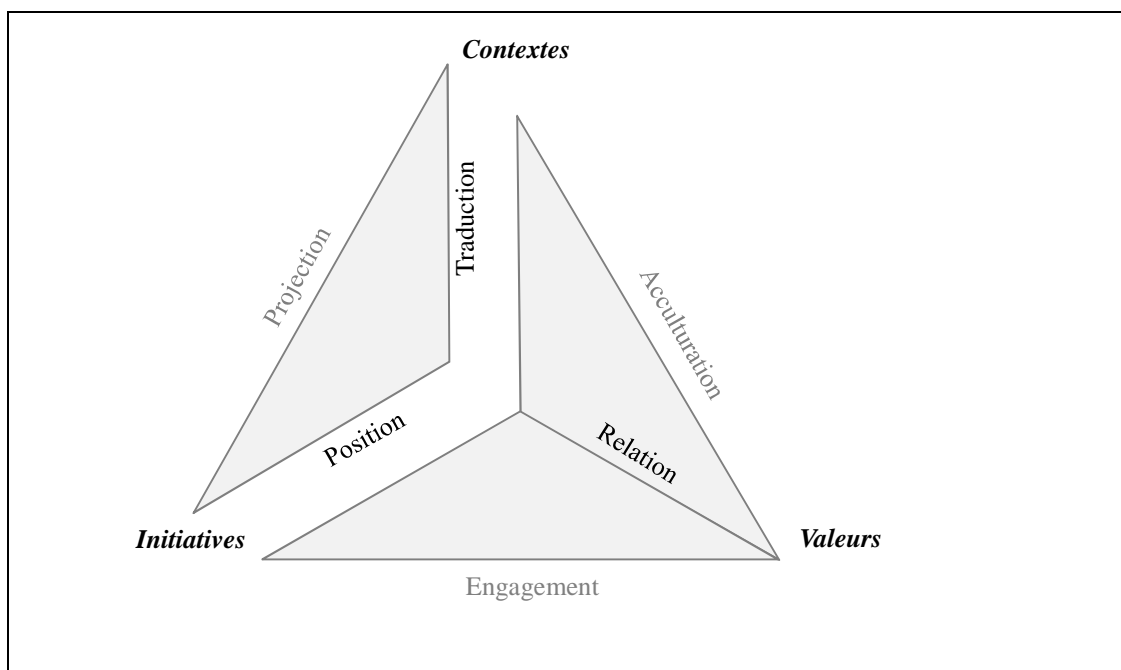 Contextes
Traduction
Projection
Acculturation
Position
Relation
Initiatives
Valeurs
Engagement